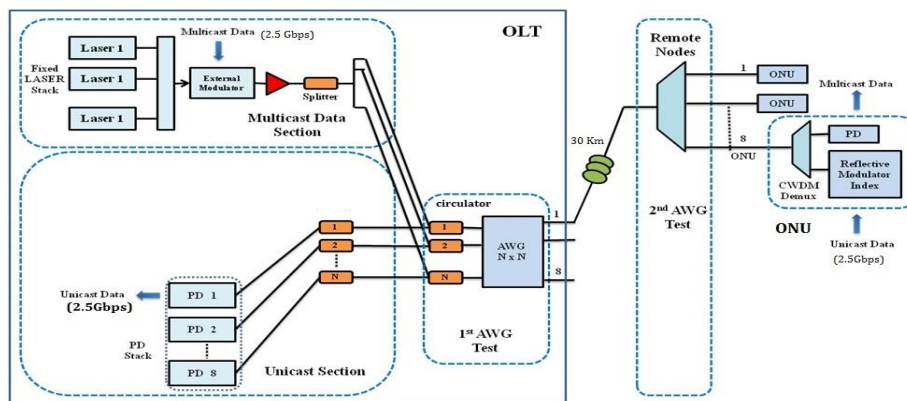 OLT
Multicast Data (2.5 Gbps)
Laser 1
Fixed
LASER
Stack
Laser 1
Laser 1
External
Modulator
Splitter
Multicast Data
Section
Remote
Nodes
1
ONU
ONU
8
ONU
Multicast Data
PD
Reflective
Modulator
Index
CWDM
Demux
ONU
Unicast Data
(2.5Gbps)
30 Km
2nd AWG
Test
circulator
1
2
N
AWG
N x N
1
8
1st AWG
Test
1
2
N
Unicast Data
(2.5Gbps)
PD 1
PD 2
PD 8
PD
Stack
Unicast Section